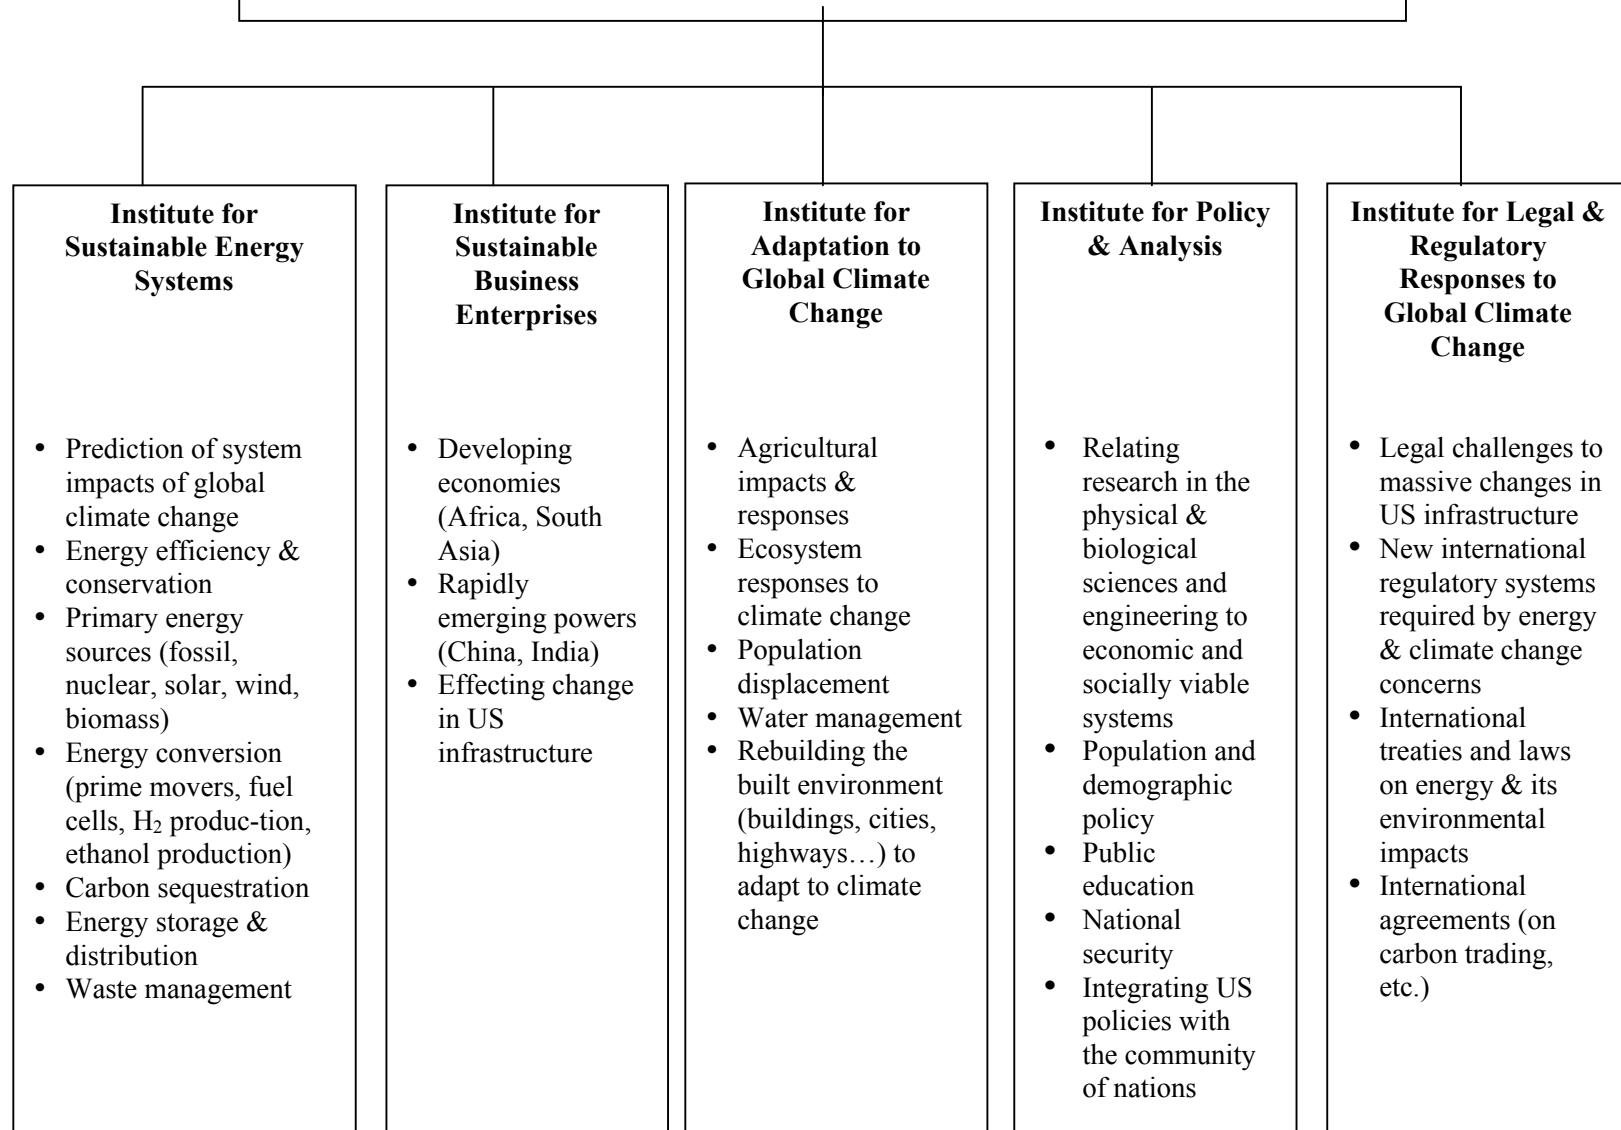 Institute for
Sustainable Energy
Systems
• Prediction of system
impacts of global
climate change
• Energy efficiency &
conservation
• Primary energy
sources (fossil,
nuclear, solar, wind,
biomass)
• Energy conversion
(prime movers, fuel
cells, H₂ produc-tion,
ethanol production)
• Carbon sequestration
• Energy storage &
distribution
• Waste management
Institute for
Sustainable
Business
Enterprises
• Developing
economies
(Africa, South
Asia)
• Rapidly
emerging powers
(China, India)
• Effecting change
in US
infrastructure
Institute for
Adaptation to
Global Climate
Change
• Agricultural
impacts &
responses
• Ecosystem
responses to
climate change
• Population
displacement
• Water management
• Rebuilding the
built environment
(buildings, cities,
highways…) to
adapt to climate
change
Institute for Policy
& Analysis
• Relating
research in the
physical &
biological
sciences and
engineering to
economic and
socially viable
systems
• Population and
demographic
policy
• Public
education
• National
security
• Integrating US
policies with
the community
of nations
Institute for Legal &
Regulatory
Responses to
Global Climate
Change
• Legal challenges to
massive changes in
US infrastructure
• New international
regulatory systems
required by energy
& climate change
concerns
• International
treaties and laws
on energy & its
environmental
impacts
• International
agreements (on
carbon trading,
etc.)